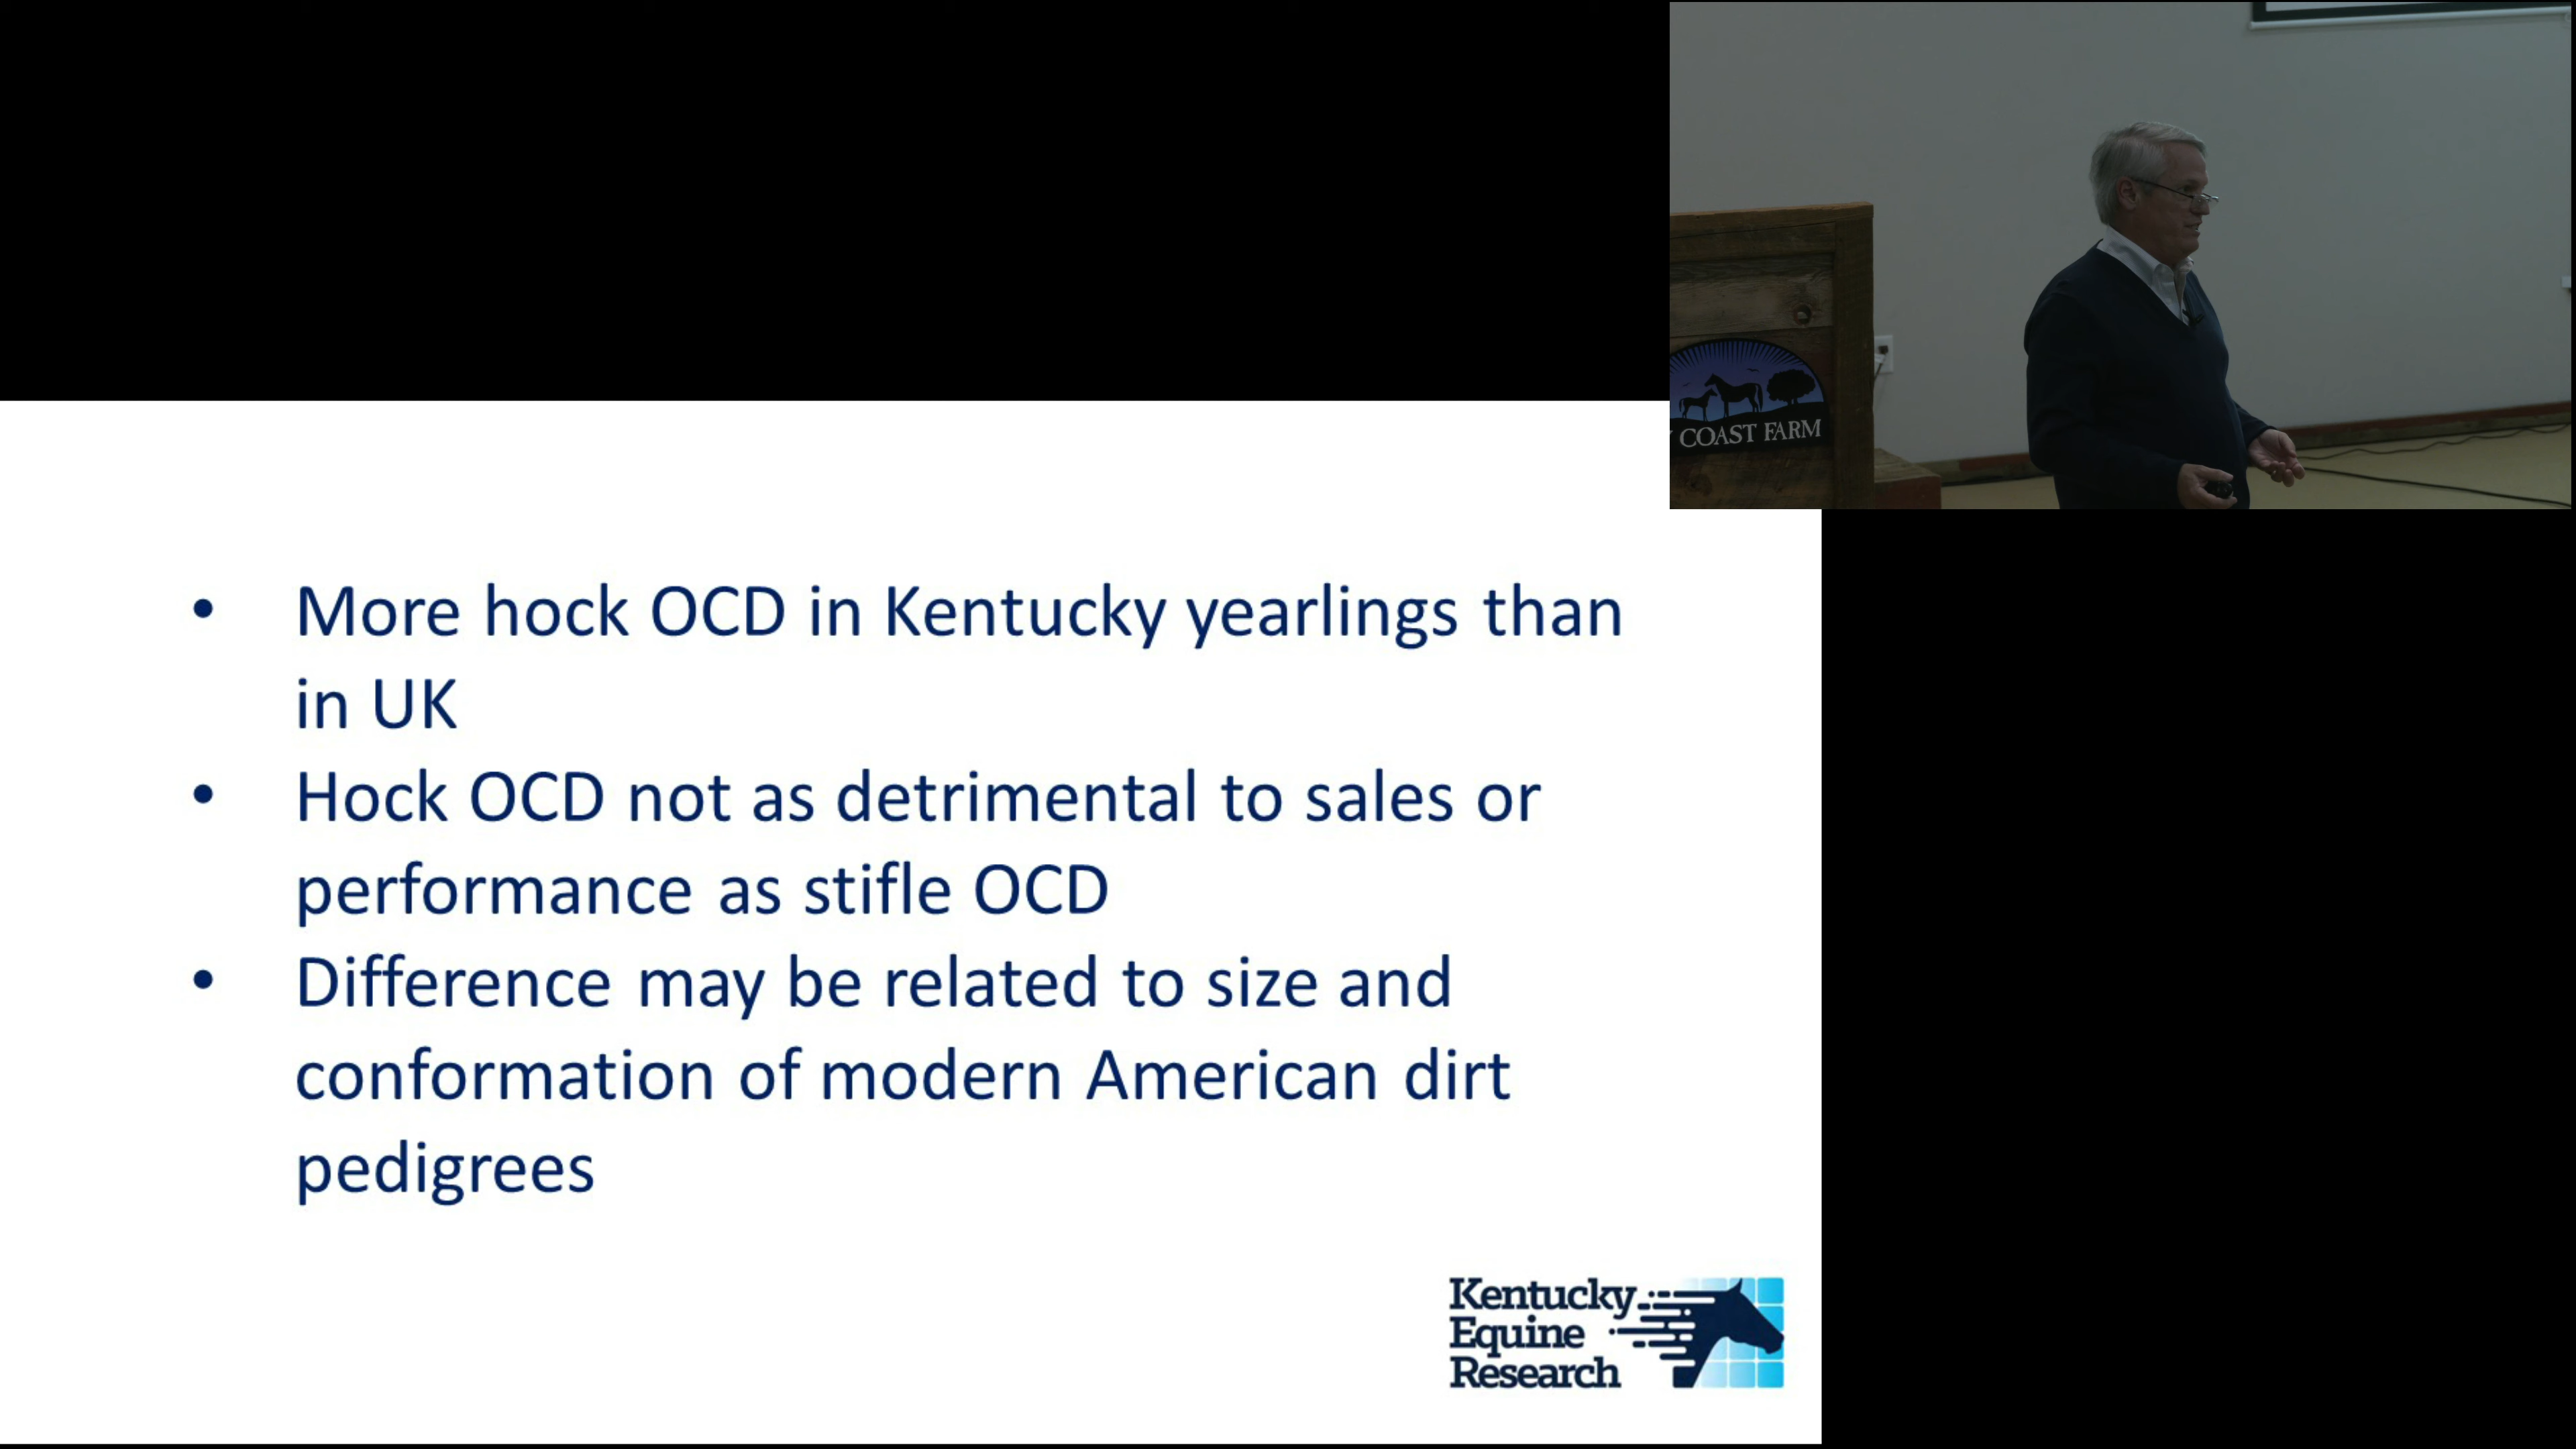 COAST FARM
• More hock OCD in Kentucky yearlings than
in UK
• Hock OCD not as detrimental to sales or
performance as stifle OCD
• Difference may be related to size and
conformation of modern American dirt
pedigrees
Kentucky
Equine
Research